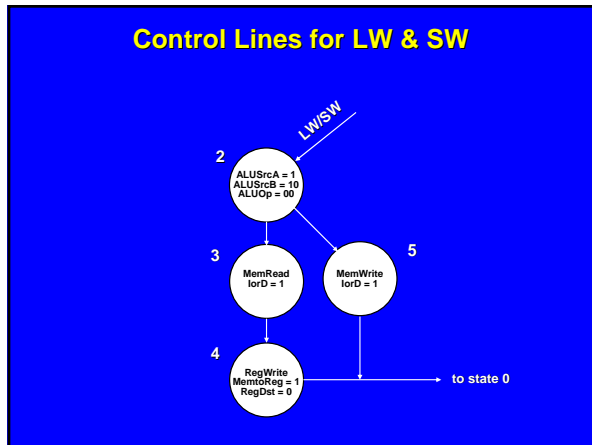 Control Lines for LW & SW
LW/SW
2
ALUSrcA = 1
ALUSrcB = 10
ALUOp = 00
3
MemRead
IorD = 1
5
MemWrite
IorD = 1
4
RegWrite
MemtoReg = 1
RegDst = 0
to state 0